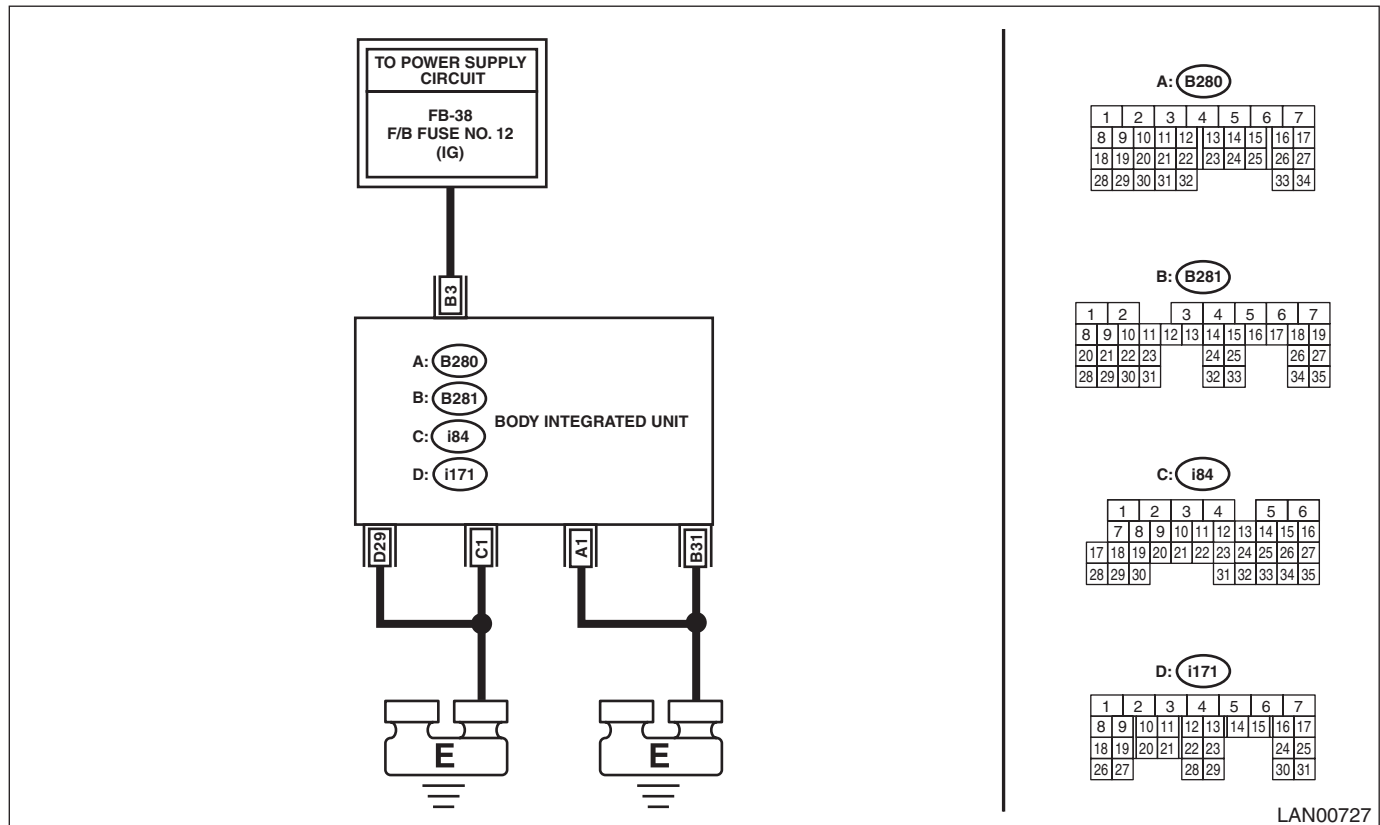 TO POWER SUPPLY
CIRCUIT
FB-38
F/B FUSE NO. 12
(IG)
B3
A: B280
B: B281
C: i84
D: i171
BODY INTEGRATED UNIT
D29
C1
A1
B31
E
E
A: B280
1 2 3 4 5 6 7
8 9 10 11 12 13 14 15 16 17
18 19 20 21 22 23 24 25 26 27
28 29 30 31 32 33 34
B: B281
1 2 3 4 5 6 7
8 9 10 11 12 13 14 15 16 17 18 19
20 21 22 23 24 25 26 27
28 29 30 31 32 33 34 35
C: i84
1 2 3 4 5 6
7 8 9 10 11 12 13 14 15 16
17 18 19 20 21 22 23 24 25 26 27
28 29 30 31 32 33 34 35
D: i171
1 2 3 4 5 6 7
8 9 10 11 12 13 14 15 16 17
18 19 20 21 22 23 24 25
26 27 28 29 30 31
LAN00727